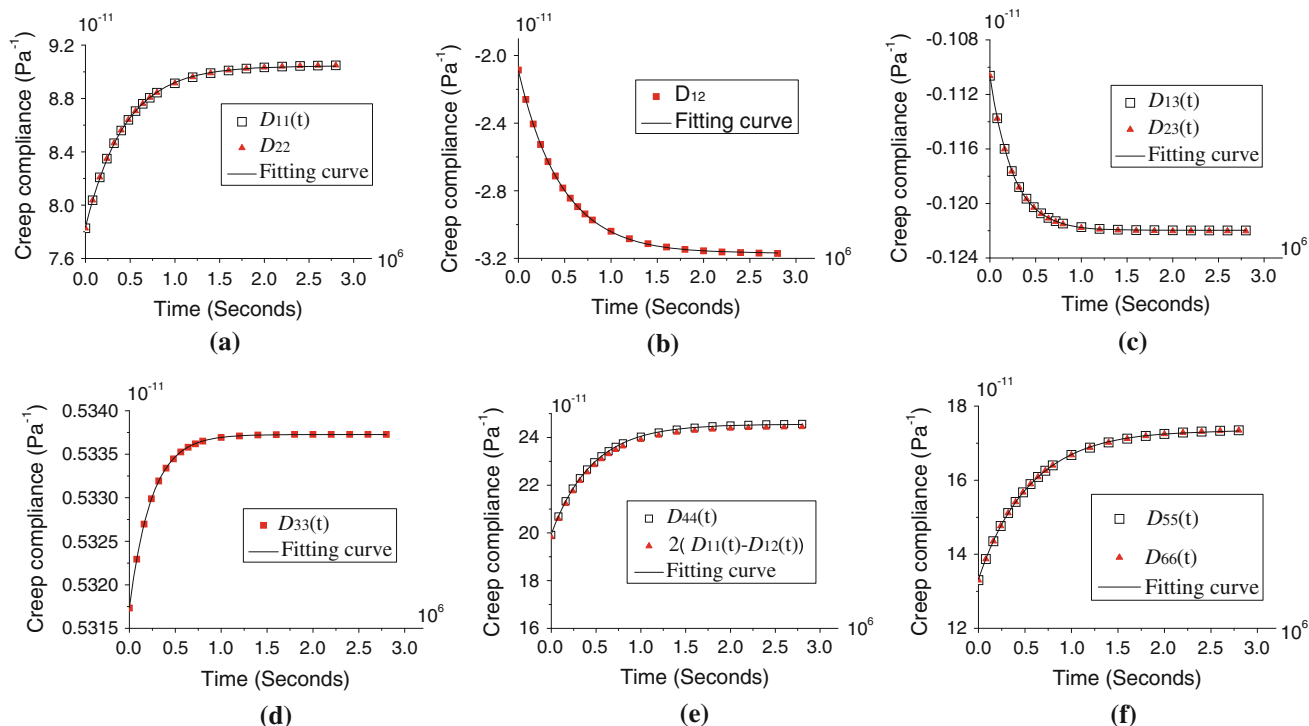 10-11
Creep compliance (Pa-1)
9.2
8.8
8.4
8.0
7.6
D11(t)
D22
Fitting curve
0.0 0.5 1.0 1.5 2.0 2.5 3.0
10 6
Time (Seconds)
(a)
10-11
Creep compliance (Pa-1)
-2.0
-2.4
-2.8
-3.2
D12
Fitting curve
0.0 0.5 1.0 1.5 2.0 2.5 3.0
10 6
Time (Seconds)
(b)
10-11
Creep compliance (Pa-1)
-0.108
-0.112
-0.116
-0.120
-0.124
D13(t)
D23(t)
Fitting curve
0.0 0.5 1.0 1.5 2.0 2.5 3.0
10 6
Time (Seconds)
(c)
10-11
Creep compliance (Pa-1)
0.5340
0.5335
0.5330
0.5325
0.5320
0.5315
D33(t)
Fitting curve
0.0 0.5 1.0 1.5 2.0 2.5 3.0
10 6
Time (Seconds)
(d)
10-11
Creep compliance (Pa-1)
24
22
20
18
16
D44(t)
2( D11(t)-D12(t))
Fitting curve
0.0 0.5 1.0 1.5 2.0 2.5 3.0
10 6
Time (Seconds)
(e)
10-11
Creep compliance (Pa-1)
18
16
14
12
D55(t)
D66(t)
Fitting curve
0.0 0.5 1.0 1.5 2.0 2.5 3.0
10 6
Time (Seconds)
(f)